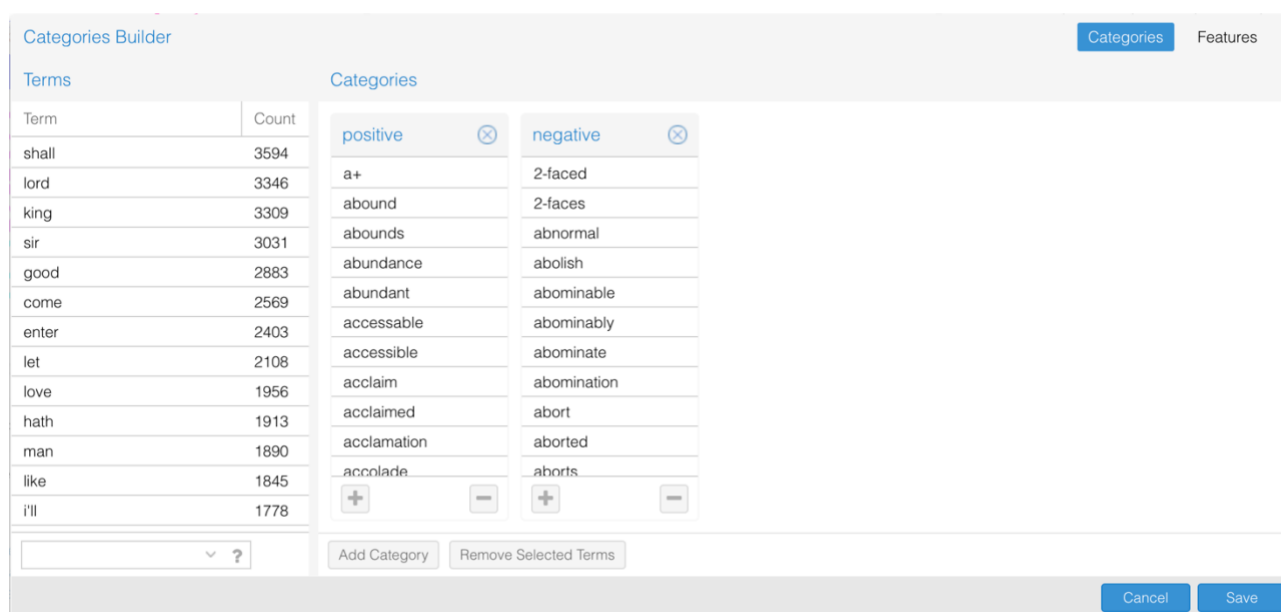 Categories Builder
Categories Features
Terms
Categories
Term Count
shall 3594
lord 3346
king 3309
sir 3031
good 2883
come 2569
enter 2403
let 2108
love 1956
hath 1913
man 1890
like 1845
i'll 1778
?
positive
a+
abound
abounds
abundance
abundant
accessable
accessible
acclaim
acclaimed
acclamation
accolade
+ −
negative
2-faced
2-faces
abnormal
abolish
abominable
abominably
abominate
abomination
abort
aborted
aborts
+ −
Add Category Remove Selected Terms
Cancel Save